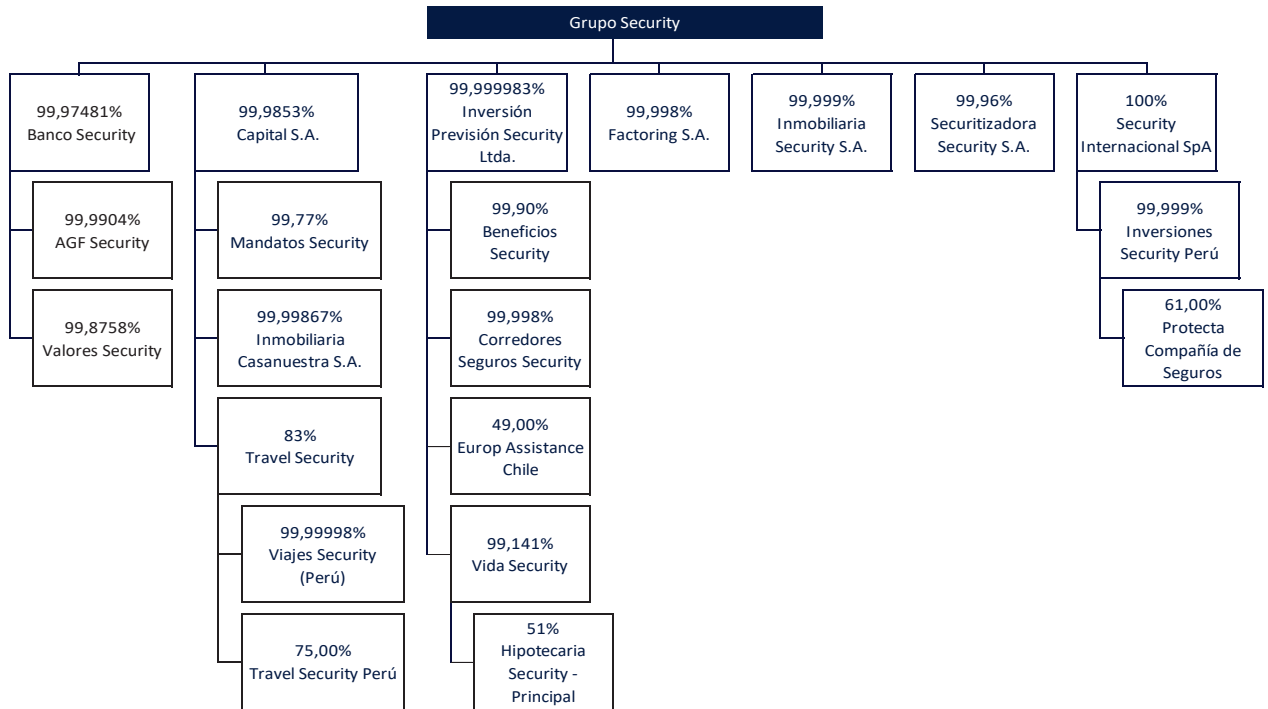 Grupo Security
99,97481%
Banco Security
99,9904%
AGF Security
99,8758%
Valores Security
99,9853%
Capital S.A.
99,77%
Mandatos Security
99,99867%
Inmobiliaria
Casanuestra S.A.
83%
Travel Security
99,99998%
Viajes Security
(Perú)
75,00%
Travel Security Perú
99,999983%
Inversión
Previsión Security
Ltda.
99,90%
Beneficios
Security
99,998%
Corredores
Seguros Security
49,00%
Europ Assistance
Chile
99,141%
Vida Security
51%
Hipotecaria
Security -
Principal
99,998%
Factoring S.A.
99,999%
Inmobiliaria
Security S.A.
99,96%
Securitizadora
Security S.A.
100%
Security
Internacional SpA
99,999%
Inversiones
Security Perú
61,00%
Protecta
Compañía de
Seguros